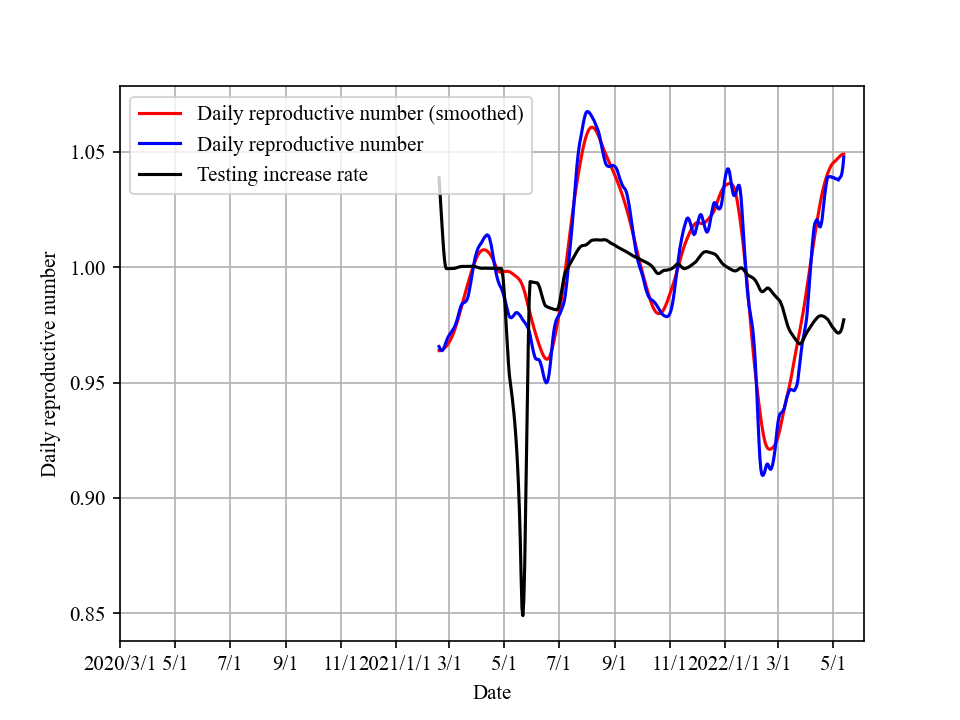 Daily reproductive number (smoothed)
Daily reproductive number
Testing increase rate
Daily reproductive number
1.05
1.00
0.95
0.90
0.85
2020/3/1 5/1 7/1 9/1 11/1 2021/1/1 3/1 5/1 7/1 9/1 11/1 2022/1/1 3/1 5/1
Date